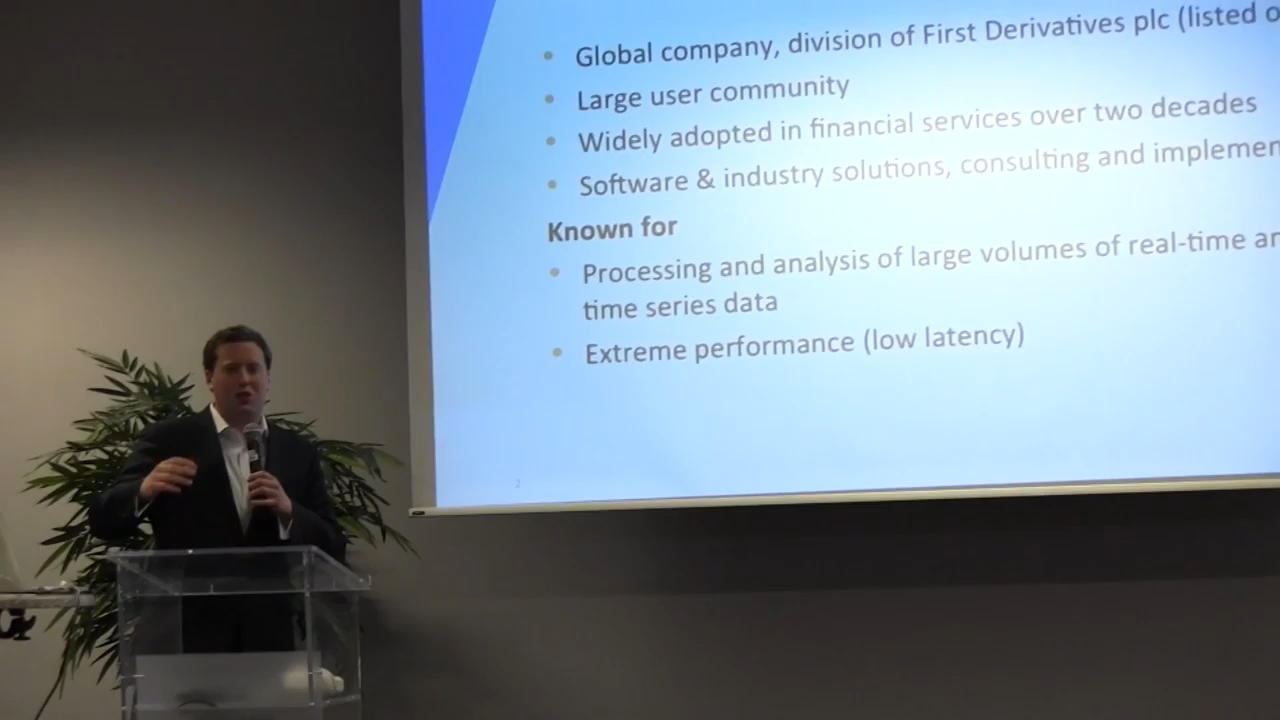 Global company, division of First Derivatives plc (listed o
Large user community
Widely adopted in financial services over two decades
Software & industry solutions, consulting and implemen
Known for
Processing and analysis of large volumes of real-time an
time series data
Extreme performance (low latency)
2